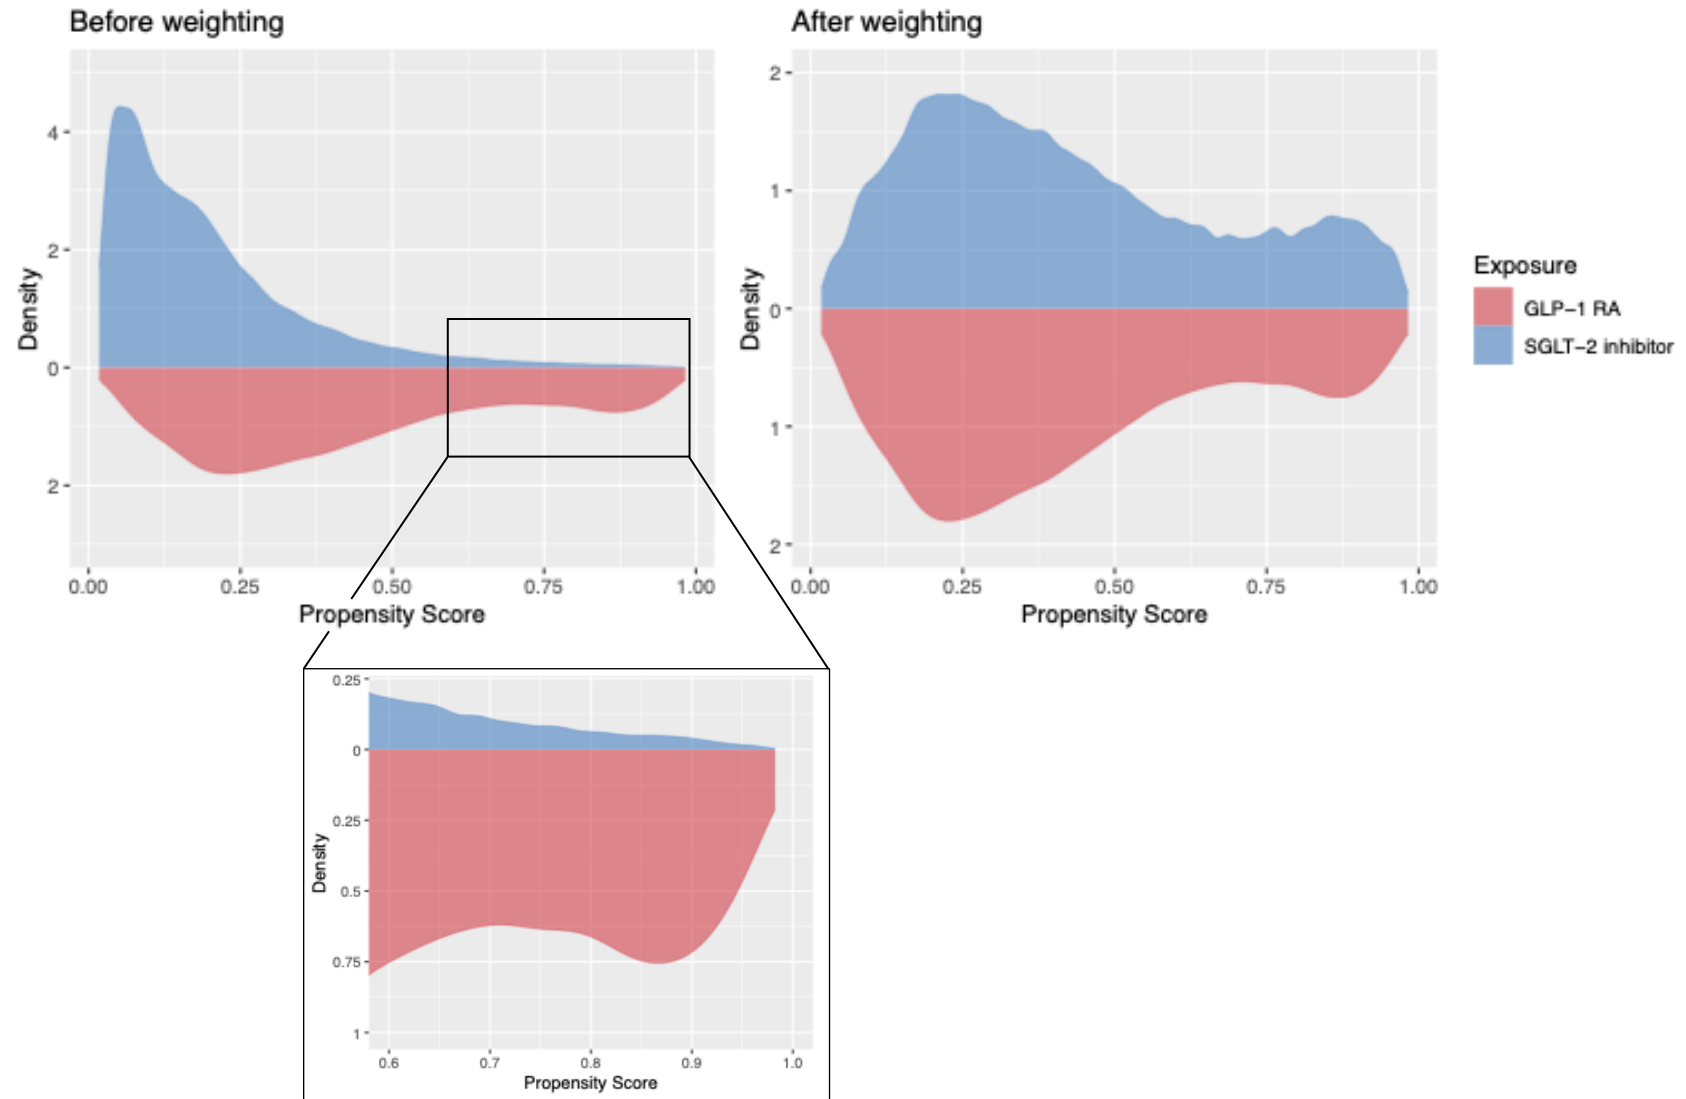 Before weighting
Density
4
2
0
2
0.00 0.25 0.50 0.75 1.00
Propensity Score
After weighting
Density
2
1
0
1
2
0.00 0.25 0.50 0.75 1.00
Propensity Score
Exposure
GLP-1 RA
SGLT-2 inhibitor
Density
0.25
0
0.25
0.5
0.75
1
0.6 0.7 0.8 0.9 1.0
Propensity Score